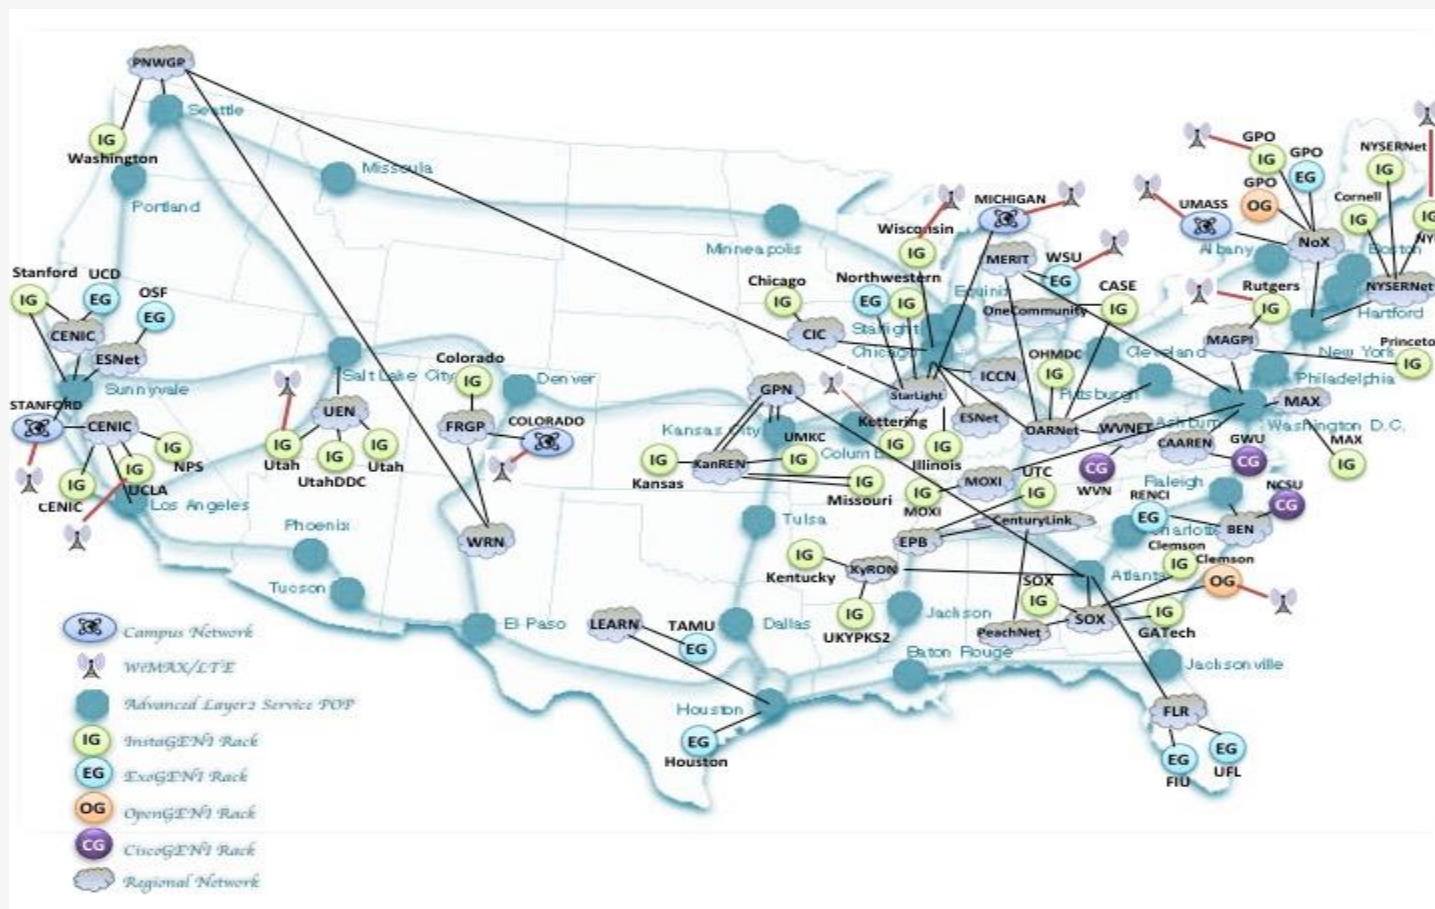 PNWGP
Seattle
IG
Washington
Portland
Missoula
Minneapolis
Stanford
IG
UCD
EG
OSF
EG
CENIC
ESNet
Sunnyvale
STANFORD
CENIC
IG
NPS
IG
CENIC
IG
UCLA
Los Angeles
Salt Lake City
UEN
IG
Utah
IG
UtahDDC
IG
Utah
Colorado
IG
FRGP
COLORADO
Denver
WRN
Phoenix
Tucson
El Paso
GPN
Kansas City
KanREN
IG
Kansas
UMKC
IG
IG
Missouri
Tulsa
Dallas
LEARN
TAMU
EG
Houston
EG
Houston
Chicago
IG
CIC
Wisconsin
IG
Northwestern
EG
IG
Starlight
Chicago
StarLight
Kettering
IG
IG
Illinois
ESNet
ICCN
MICHIGAN
MERIT
WSU
EG
OneCommunity
CASE
IG
OHMDC
IG
OARNet
WVNET
CG
WVN
Cleveland
Pittsburgh
Ashburn
CAAREN
GWU
CG
Washington D.C.
MAX
MAX
IG
MOXI
IG
MOXI
UTC
IG
CenturyLink
EPB
KyRON
IG
Kentucky
IG
UKYPKS2
Jackson
Baton Rouge
PeachNet
SOX
IG
SOX
Atlanta
IG
GATech
Clemson
IG
Clemson
OG
RENCI
EG
Raleigh
NCSU
CG
BEN
Jacksonville
FLR
EG
FIU
EG
UFL
UMASS
Albany
GPO
IG
GPO
EG
GPO
OG
NoX
Boston
NYSERNet
IG
Cornell
IG
IG
NYSERNet
Hartford
New York
Rutgers
IG
MAGPI
IG
Philadelphia
Campus Network
WiMAX/LTE
Advanced Layer2 Service POP
IG
InstaGENI Rack
EG
ExoGENI Rack
OG
OpenGENI Rack
CG
CiscoGENI Rack
Regional Network